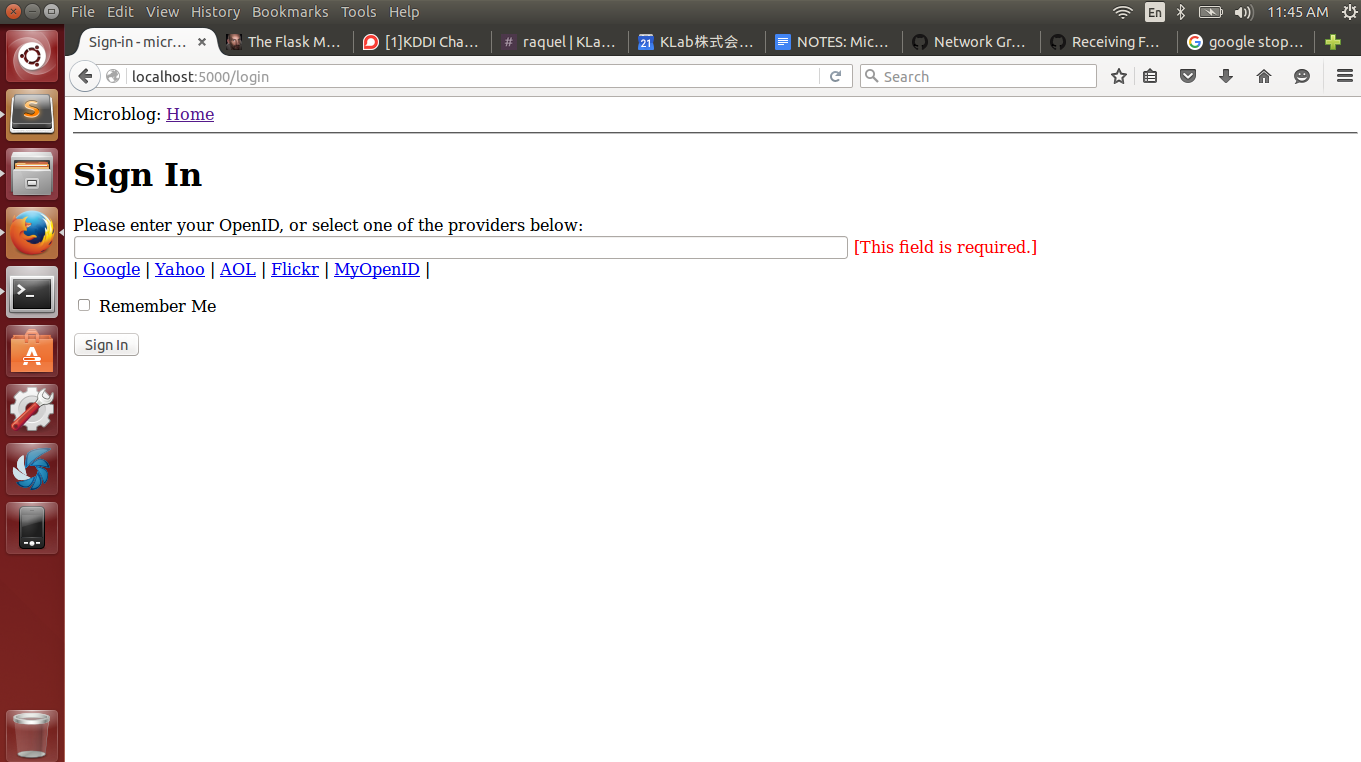 File Edit View History Bookmarks Tools Help En 11:45 AM
Sign-in - micr... The Flask M... [1]KDDI Cha... # raquel | KLa... 21 KLab株式会... NOTES: Mic... Network Gr... Receiving F... google stop...
localhost:5000/login Search
Microblog: Home
Sign In
Please enter your OpenID, or select one of the providers below:
[This field is required.]
| Google | Yahoo | AOL | Flickr | MyOpenID |
Remember Me
Sign In